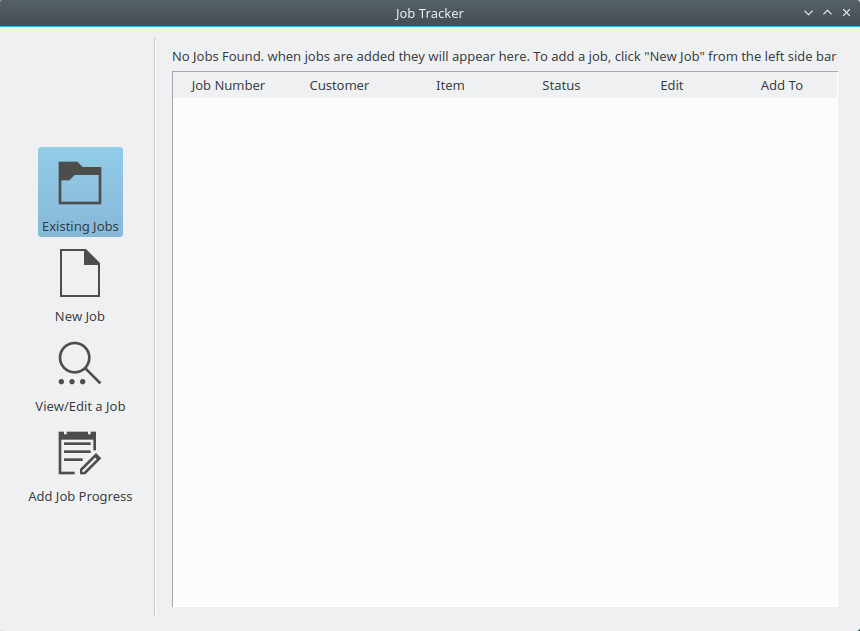 Job Tracker
No Jobs Found. when jobs are added they will appear here. To add a job, click "New Job" from the left side bar
Job Number Customer Item Status Edit Add To
Existing Jobs
New Job
View/Edit a Job
Add Job Progress